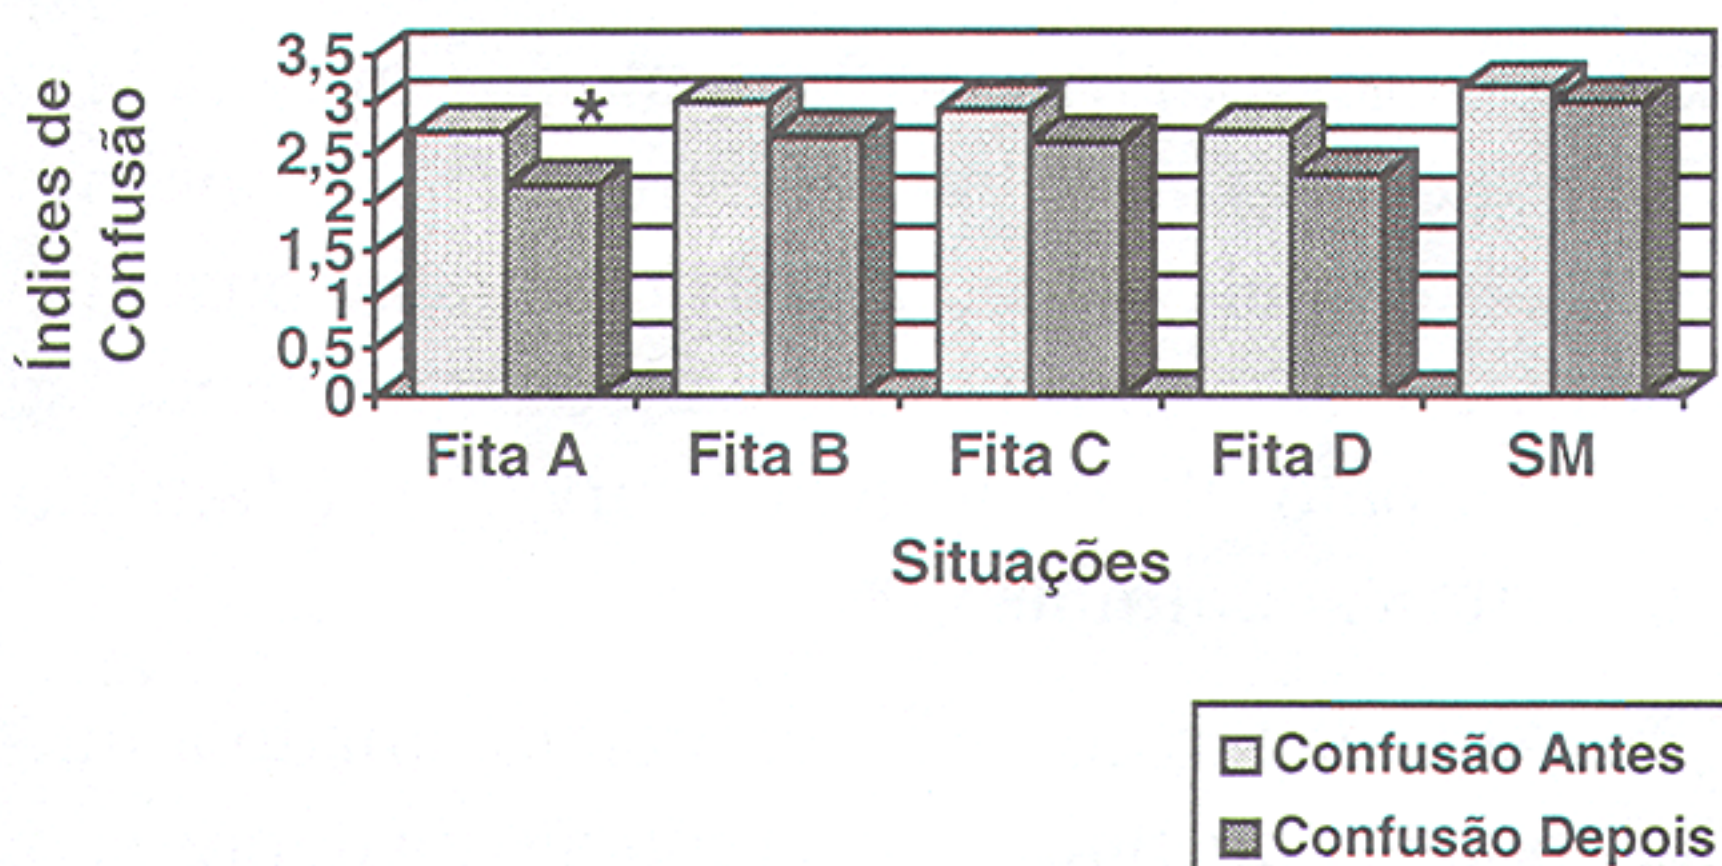 Índices de
Confusão
3,5
3
2,5
2
1,5
1
0,5
0
*
Fita A
Fita B
Fita C
Fita D
SM
Situações
Confusão Antes
Confusão Depois